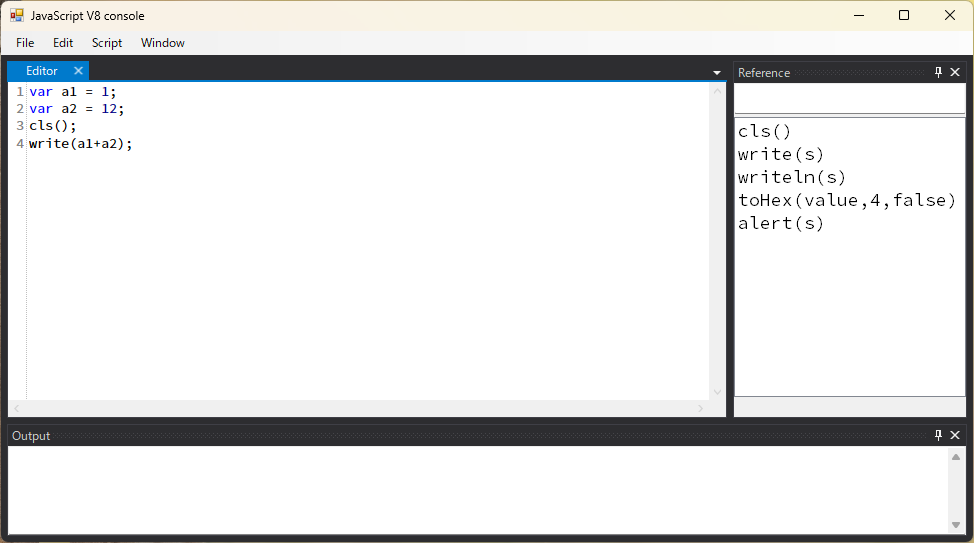 JavaScript V8 console
File Edit Script Window
Editor
1 var a1 = 1;
2 var a2 = 12;
3 cls();
4 write(a1+a2);
Reference
cls()
write(s)
writeln(s)
toHex(value,4,false)
alert(s)
Output